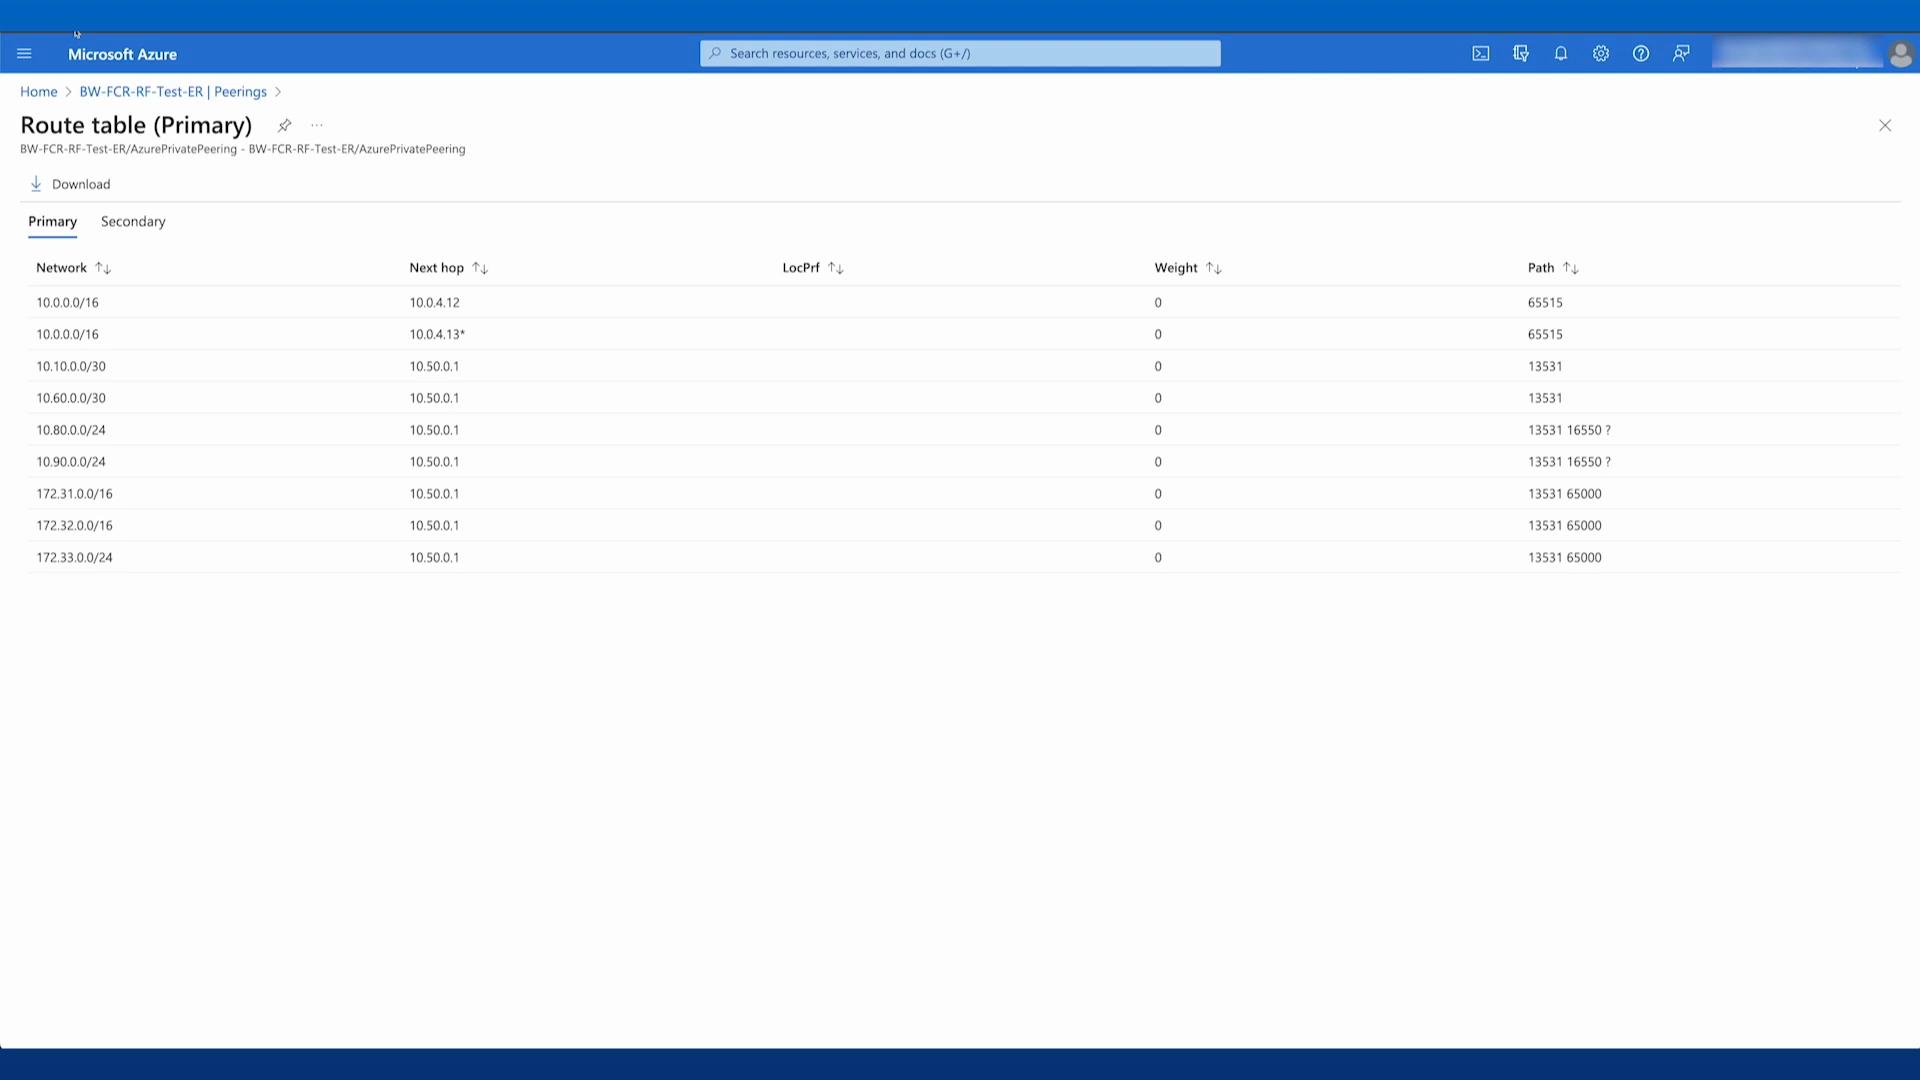 Microsoft Azure
Search resources, services, and docs (G+/)
Home > BW-FCR-RF-Test-ER | Peerings >
Route table (Primary) ...
BW-FCR-RF-Test-ER/AzurePrivatePeering - BW-FCR-RF-Test-ER/AzurePrivatePeering
Download
Primary Secondary
Network Next hop LocPrf Weight Path
10.0.0.0/16 10.0.4.12 0 65515
10.0.0.0/16 10.0.4.13* 0 65515
10.10.0.0/30 10.50.0.1 0 13531
10.60.0.0/30 10.50.0.1 0 13531
10.80.0.0/24 10.50.0.1 0 13531 16550 ?
10.90.0.0/24 10.50.0.1 0 13531 16550 ?
172.31.0.0/16 10.50.0.1 0 13531 65000
172.32.0.0/16 10.50.0.1 0 13531 65000
172.33.0.0/24 10.50.0.1 0 13531 65000